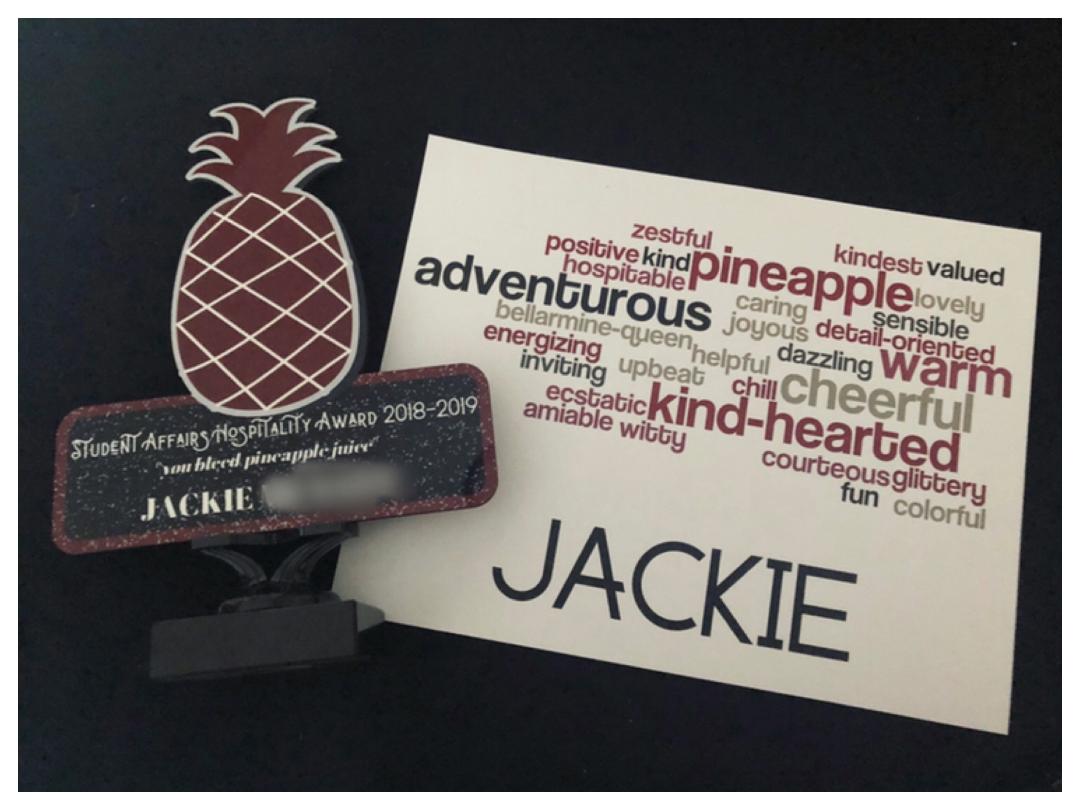 STUDENT AFFAIRS HOSPITALITY AWARD 2018-2019
"you bleed pineapple juice"
JACKIE
zestful
positive kind pineapple kindest valued
hospitable lovely
adventurous caring sensible
bellarmine-queen joyous detail-oriented
energizing helpful dazzling warm
inviting upbeat chill cheerful
ecstatic kind-hearted
amiable witty
courteous glittery
fun colorful
JACKIE